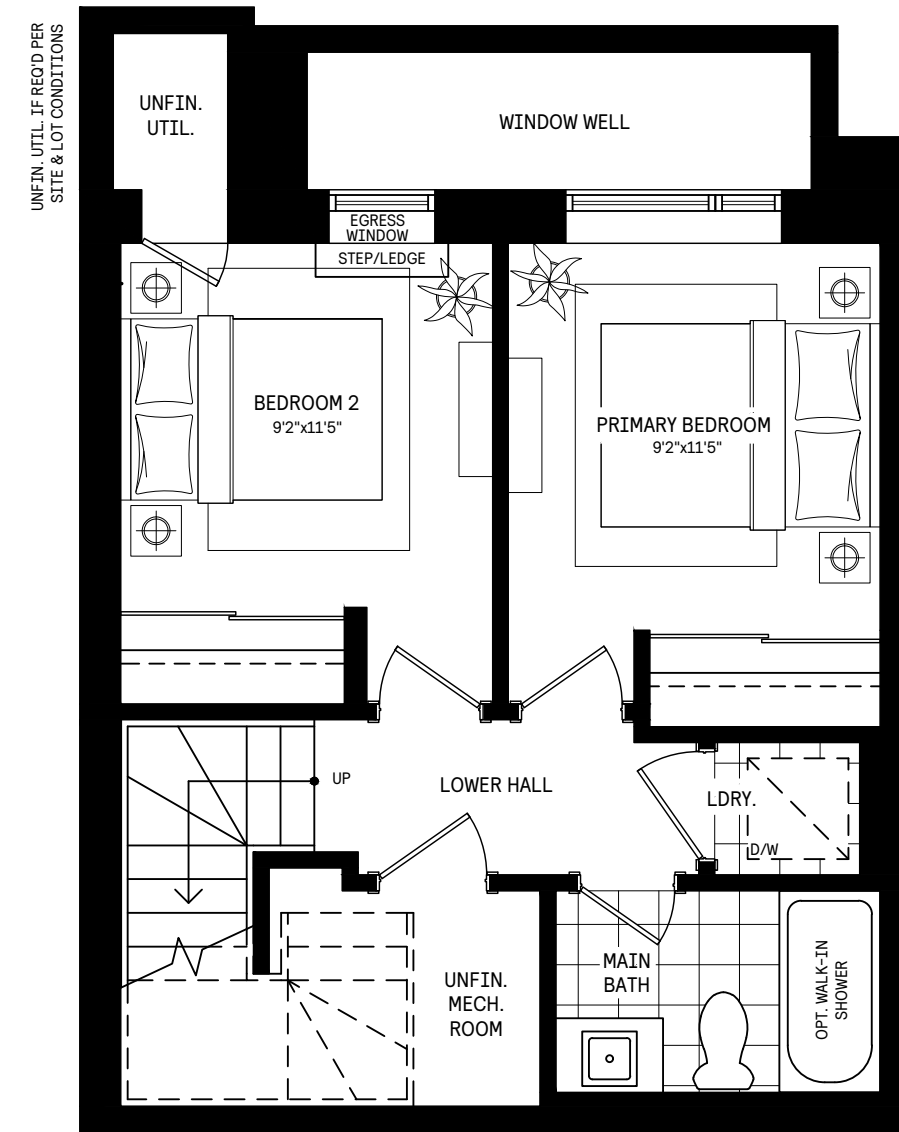 UNFIN. UTIL. IF REQ'D PER
SITE & LOT CONDITIONS
UNFIN.
UTIL.
WINDOW WELL
EGRESS
WINDOW
STEP/LEDGE
BEDROOM 2
9'2"x11'5"
PRIMARY BEDROOM
9'2"x11'5"
UP
LOWER HALL
LDRY.
D/W
UNFIN.
MECH.
ROOM
MAIN
BATH
OPT. WALK-IN
SHOWER